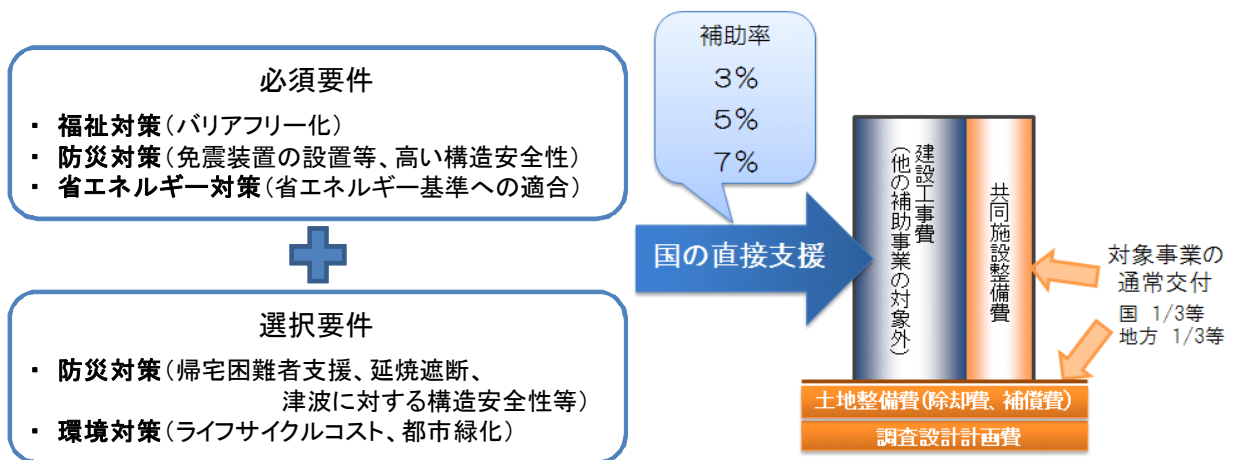 必須要件
・ 福祉対策(バリアフリー化)
・ 防災対策(免震装置の設置等、高い構造安全性)
・ 省エネルギー対策(省エネルギー基準への適合)
選択要件
・ 防災対策(帰宅困難者支援、延焼遮断、
津波に対する構造安全性等)
・ 環境対策(ライフサイクルコスト、都市緑化)
補助率
3%
5%
7%
国の直接支援
建設工事費
(他の補助事業の対象外)
共同施設整備費
対象事業の
通常交付
国 1/3等
地方 1/3等
土地整備費(除却費、補償費)
調査設計計画費